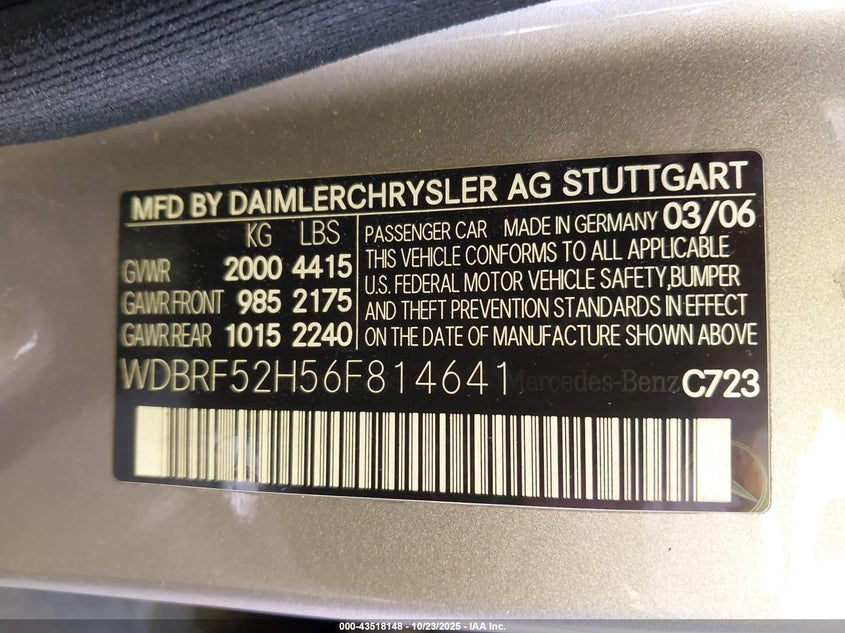 MFD BY DAIMLERCHRYSLER AG STUTTGART
KG LBS
GVWR 2000 4415
GAWR FRONT 985 2175
GAWR REAR 1015 2240
PASSENGER CAR MADE IN GERMANY 03/06
THIS VEHICLE CONFORMS TO ALL APPLICABLE
U.S. FEDERAL MOTOR VEHICLE SAFETY, BUMPER
AND THEFT PREVENTION STANDARDS IN EFFECT
ON THE DATE OF MANUFACTURE SHOWN ABOVE
WDBRF52H56F814641 Mercedes-Benz C723
000-43518148 - 10/23/2025 - IAA Inc.